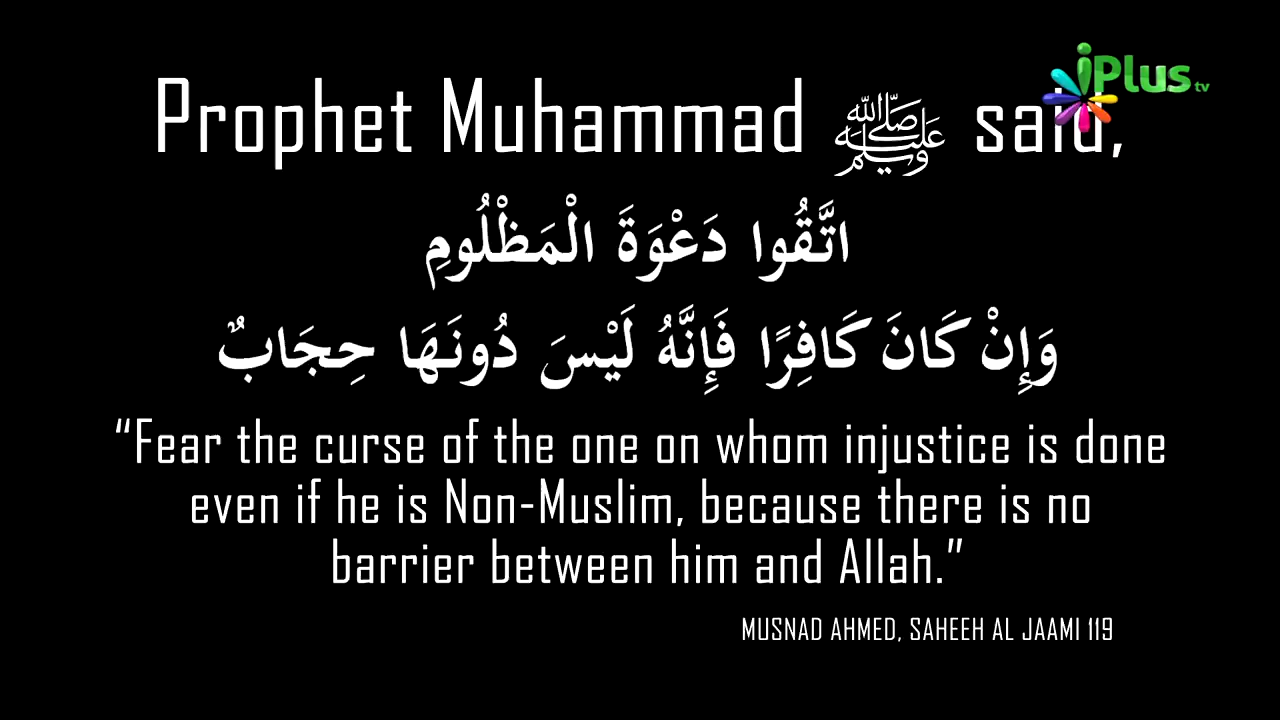 iPlus tv
Prophet Muhammad ﷺ said,
اتَّقُوا دَعْوَةَ الْمَظْلُومِ
وَإِنْ كَانَ كَافِرًا فَإِنَّهُ لَيْسَ دُونَهَا حِجَابٌ
“Fear the curse of the one on whom injustice is done
even if he is Non-Muslim, because there is no
barrier between him and Allah.”
MUSNAD AHMED, SAHEEH AL JAAMI 119